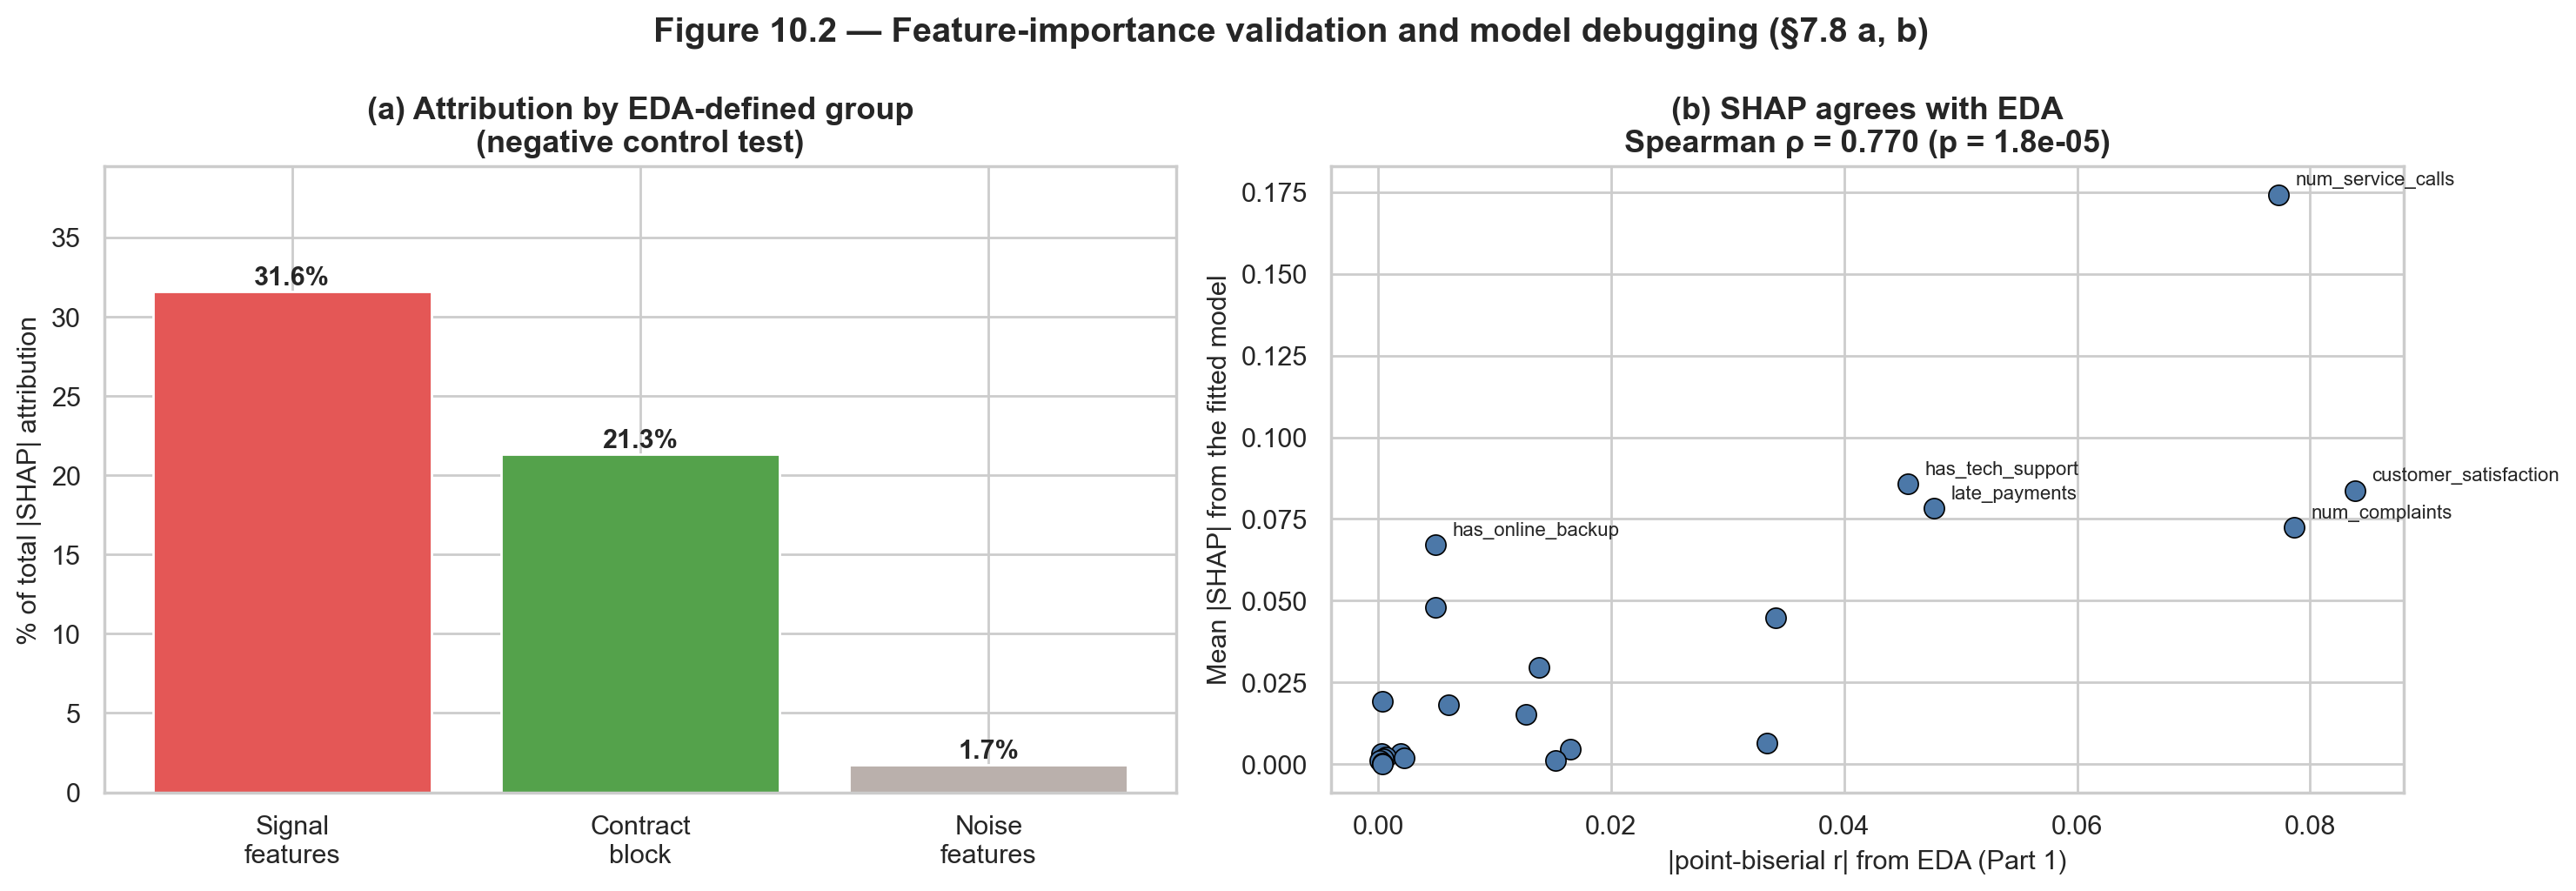 Figure 10.2 — Feature-importance validation and model debugging (§7.8 a, b)
(a) Attribution by EDA-defined group
(negative control test)
% of total |SHAP| attribution
35
30
25
20
15
10
5
0
31.6%
21.3%
1.7%
Signal
features
Contract
block
Noise
features
(b) SHAP agrees with EDA
Spearman ρ = 0.770 (p = 1.8e-05)
Mean |SHAP| from the fitted model
0.175
0.150
0.125
0.100
0.075
0.050
0.025
0.000
num_service_calls
has_tech_support
customer_satisfaction
late_payments
num_complaints
has_online_backup
0.00
0.02
0.04
0.06
0.08
|point-biserial r| from EDA (Part 1)